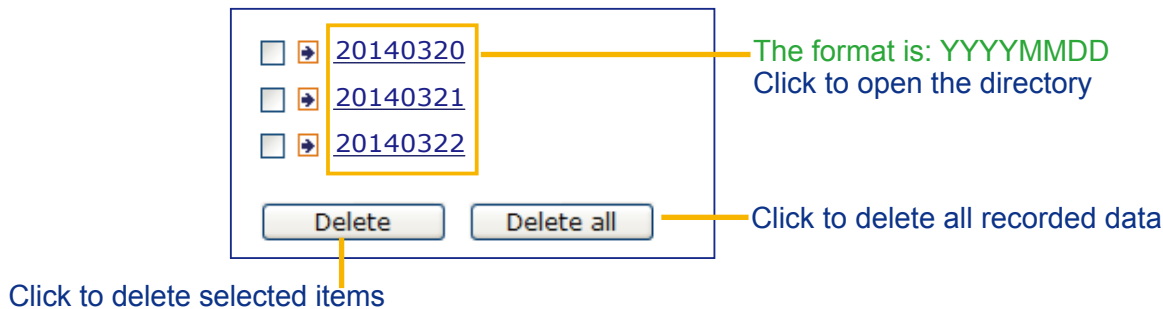 20140320
The format is: YYYYMMDD
Click to open the directory
20140321
20140322
Delete
Delete all
Click to delete all recorded data
Click to delete selected items